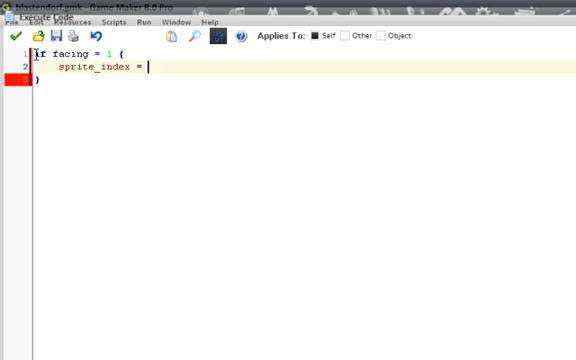 blastendorf.gmk - Game Maker 8.0 Pro
Execute Code
File Edit Scripts Run Window Help
Applies To: Self Other Object:
1 if facing = 1 {
2 sprite_index =
3 }